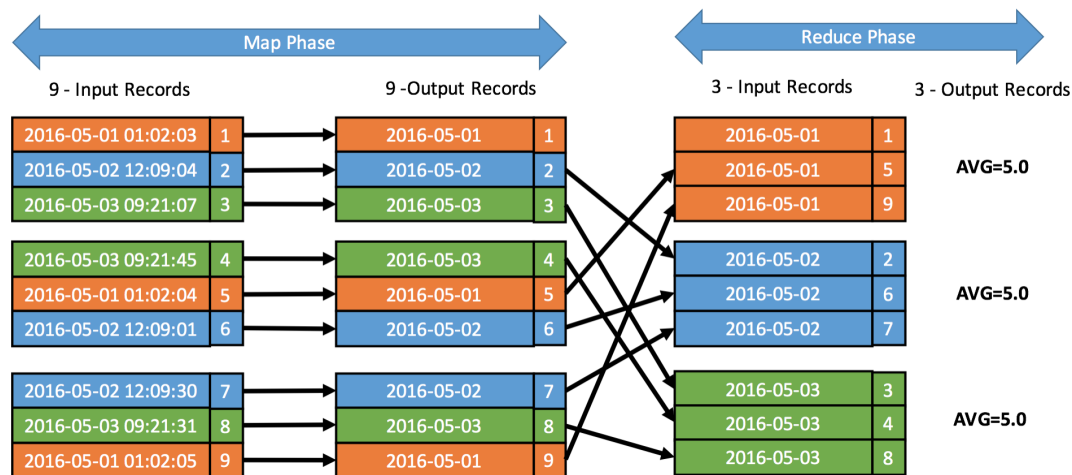 Map Phase
Reduce Phase
9 - Input Records
9 -Output Records
3 - Input Records
3 - Output Records
2016-05-01 01:02:03 1
2016-05-02 12:09:04 2
2016-05-03 09:21:07 3
2016-05-01 1
2016-05-02 2
2016-05-03 3
2016-05-01 1
2016-05-01 5
2016-05-01 9
AVG=5.0
2016-05-03 09:21:45 4
2016-05-01 01:02:04 5
2016-05-02 12:09:01 6
2016-05-03 4
2016-05-01 5
2016-05-02 6
2016-05-02 2
2016-05-02 6
2016-05-02 7
AVG=5.0
2016-05-02 12:09:30 7
2016-05-03 09:21:31 8
2016-05-01 01:02:05 9
2016-05-02 7
2016-05-03 8
2016-05-01 9
2016-05-03 3
2016-05-03 4
2016-05-03 8
AVG=5.0